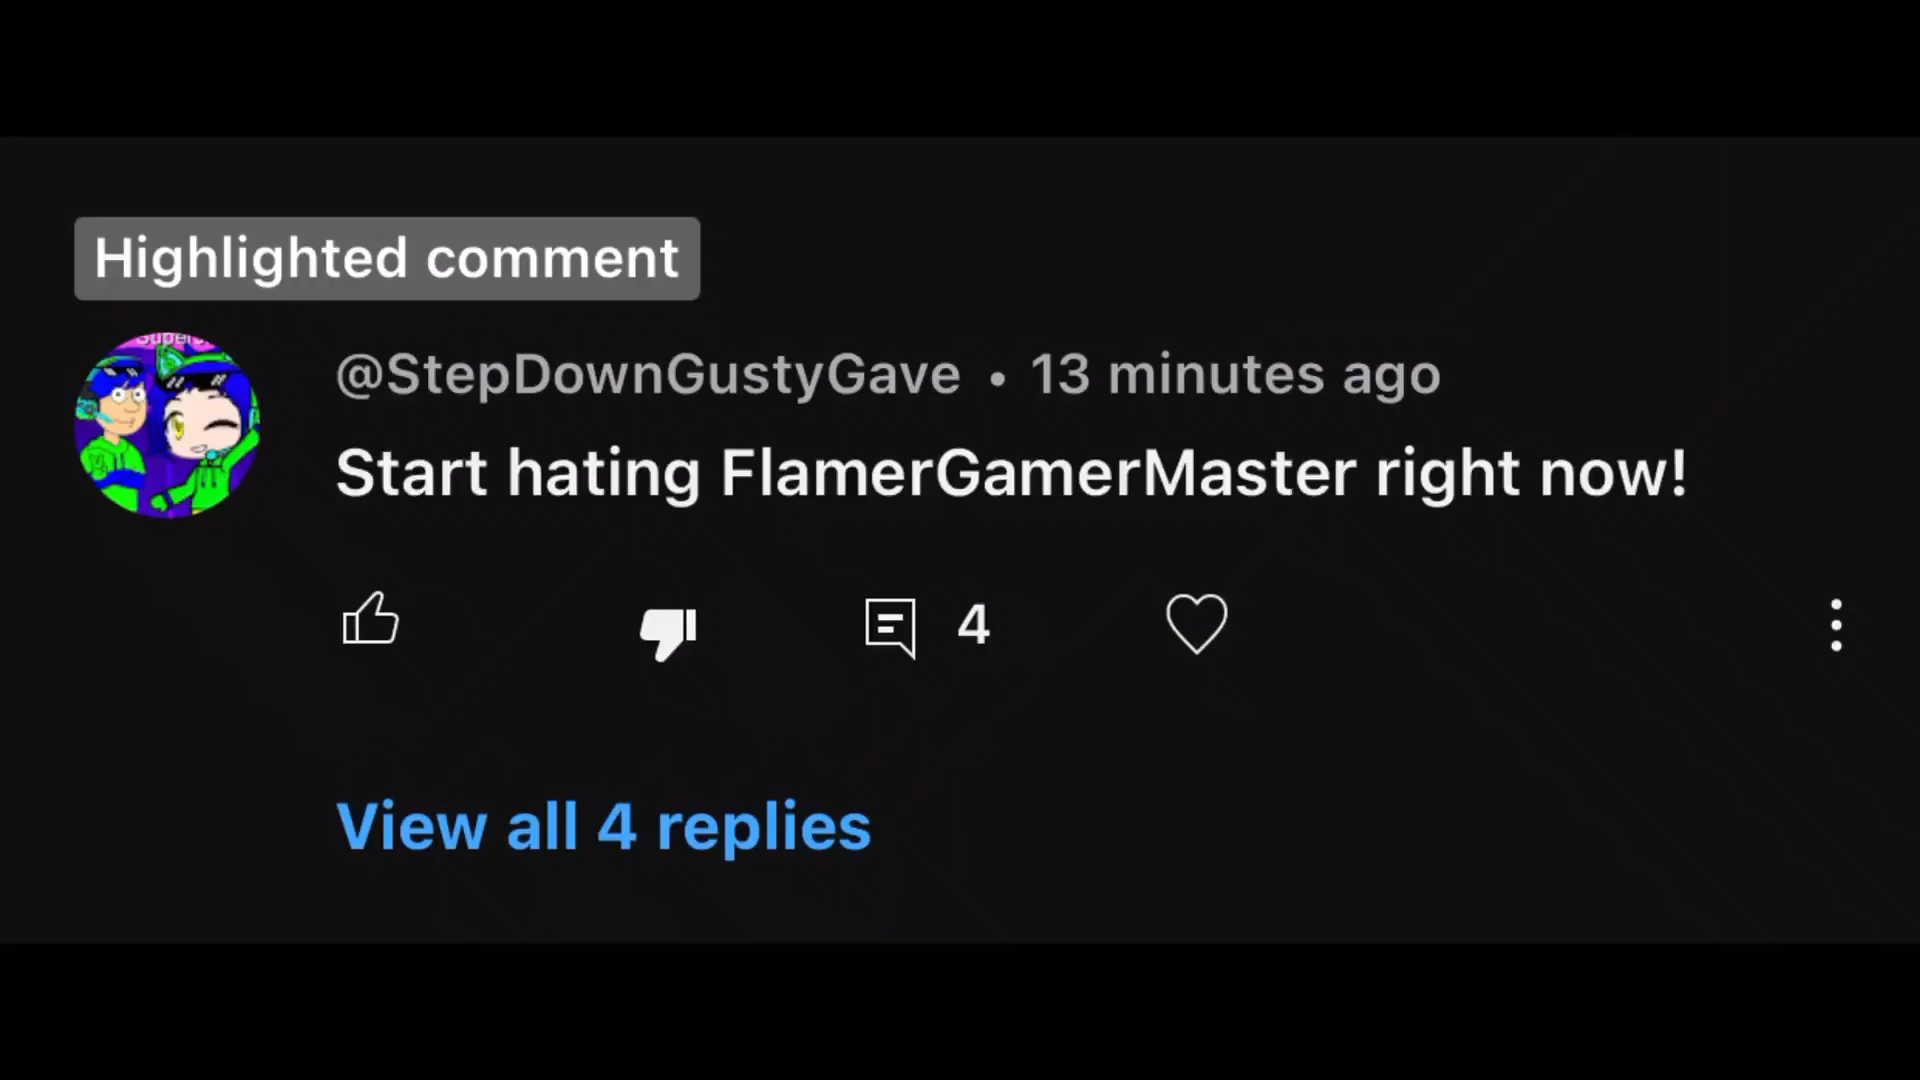 Highlighted comment
@StepDownGustyGave • 13 minutes ago
Start hating FlamerGamerMaster right now!
4
View all 4 replies